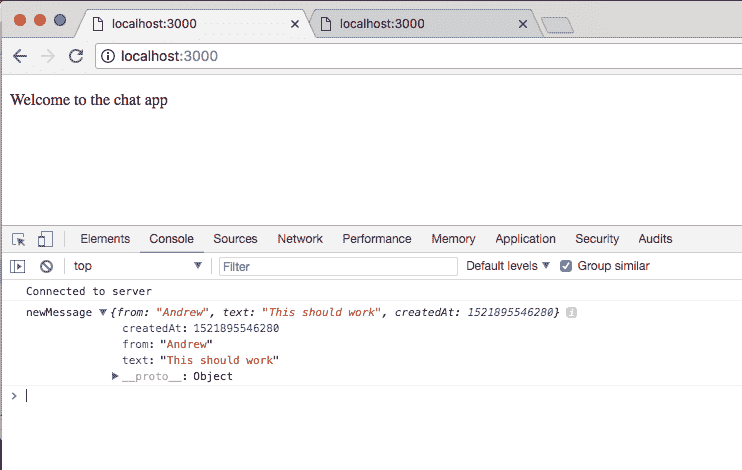 localhost:3000 localhost:3000
localhost:3000
Welcome to the chat app
Elements Console Sources Network Performance Memory Application Security Audits
top Filter Default levels Group similar
Connected to server
newMessage {from: "Andrew", text: "This should work", createdAt: 1521895546280}
createdAt: 1521895546280
from: "Andrew"
text: "This should work"
__proto__: Object